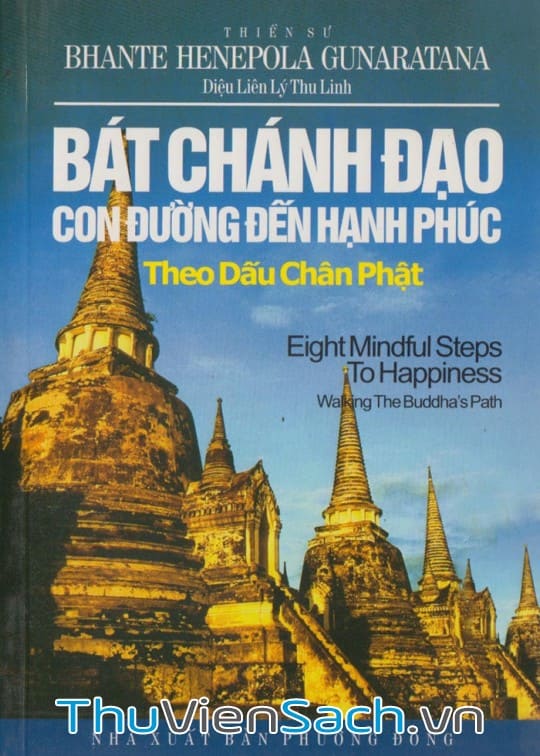 THIỀN SƯ
BHANTE HENEPOLA GUNARATANA
Diệu Liên Lý Thu Linh
BÁT CHÁNH ĐẠO
CON ĐƯỜNG ĐẾN HẠNH PHÚC
Theo Dấu Chân Phật
Eight Mindful Steps
To Happiness
Walking The Buddha's Path
ThuVienSach.vn
NHÀ XUẤT BẢN PHƯƠNG ĐÔNG